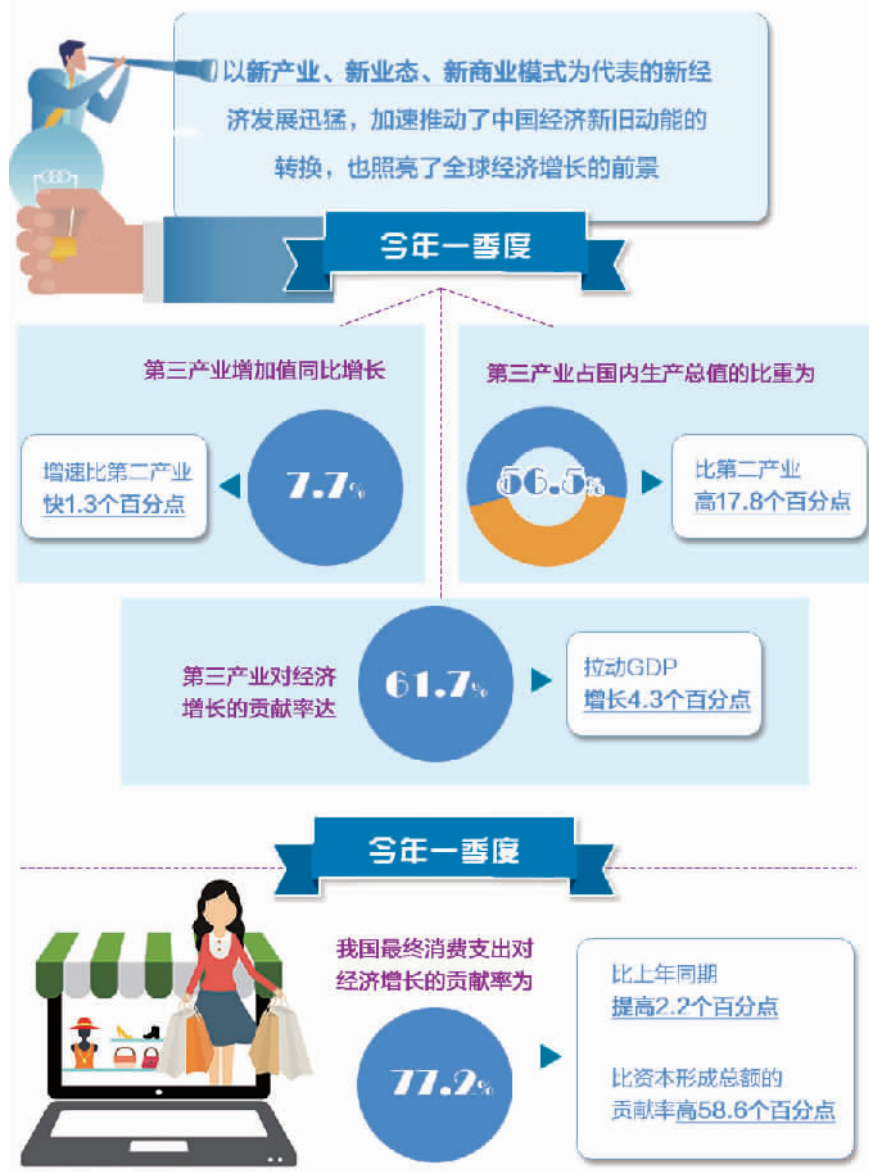 以新产业、新业态、新商业模式为代表的新经
济发展迅猛，加速推动了中国经济新旧动能的
转换，也照亮了全球经济增长的前景
今年一季度
第三产业增加值同比增长
7.7%
增速比第二产业
快1.3个百分点
第三产业占国内生产总值的比重为
56.5%
比第二产业
高17.8个百分点
第三产业对经济
增长的贡献率达
61.7%
拉动GDP
增长4.3个百分点
今年一季度
我国最终消费支出对
经济增长的贡献率为
77.2%
比上年同期
提高2.2个百分点
比资本形成总额的
贡献率高58.6个百分点